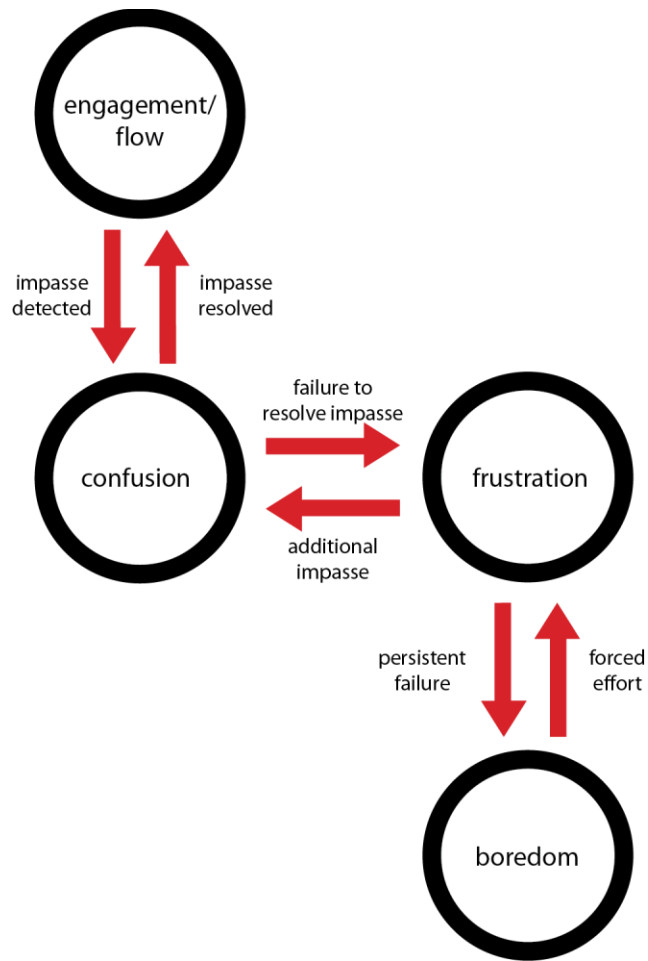 engagement/
flow
impasse
detected
impasse
resolved
failure to
resolve impasse
confusion
frustration
additional
impasse
persistent
failure
forced
effort
boredom